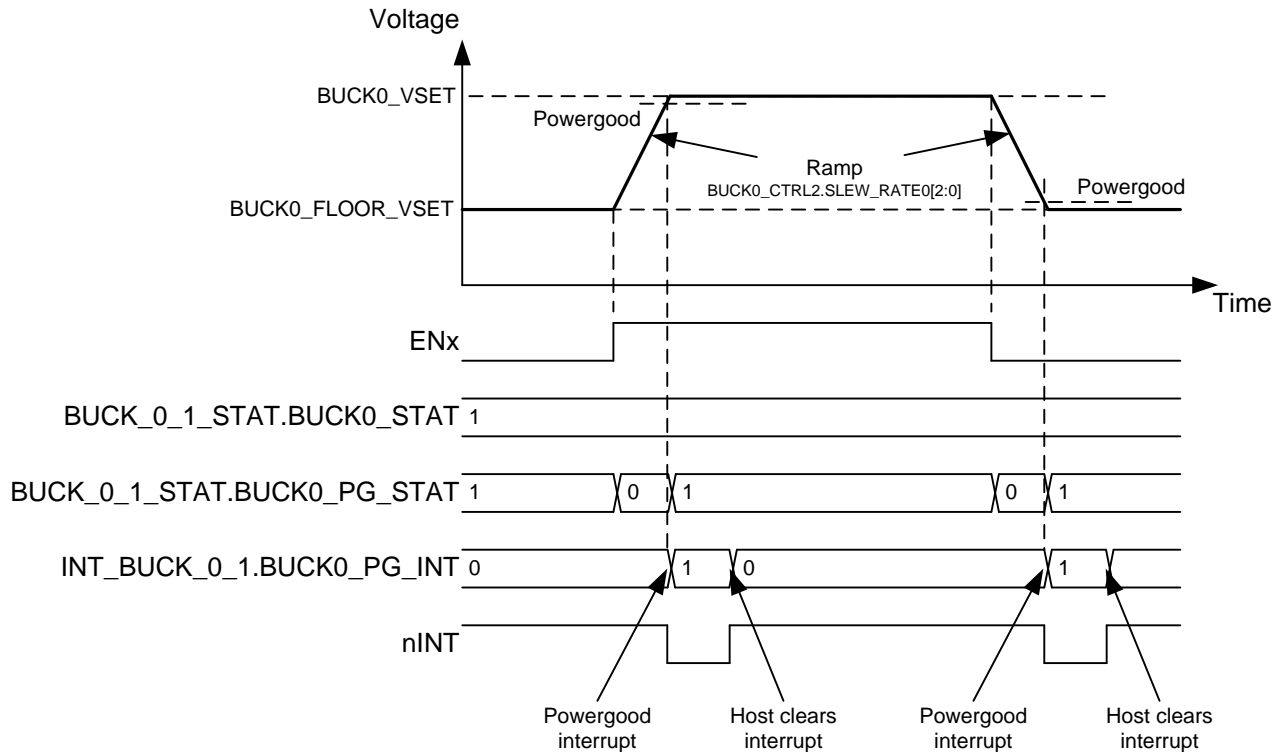 Voltage
BUCK0_VSET
Powergood
Ramp
BUCK0_CTRL2.SLEW_RATE0[2:0]
Powergood
BUCK0_FLOOR_VSET
Time
ENx
BUCK_0_1_STAT.BUCK0_STAT 1
BUCK_0_1_STAT.BUCK0_PG_STAT 1 0 1 0 1
INT_BUCK_0_1.BUCK0_PG_INT 0 1 0 1
nINT
Powergood
interrupt
Host clears
interrupt
Powergood
interrupt
Host clears
interrupt